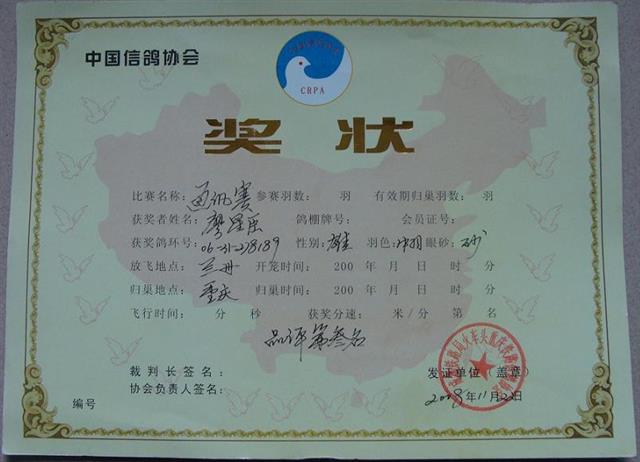 中国信鸽协会
CRPA
奖状
比赛名称：通讯赛 参赛羽数： 羽 有效期归巢羽数： 羽
获奖者姓名： 鸽棚牌号： 会员证号：
获奖鸽环号：06-31-278189 性别：雄 羽色： 眼砂：砂
放飞地点： 开笼时间：200 年 月 日 时 分
归巢地点：重庆 归巢时间：200 年 月 日 时 分
飞行时间： 分 秒 获奖分速： 米/分 第 名
品评第叁名
裁判长签名：
发证单位（盖章）
协会负责人签名：
2008年11月22日
编号